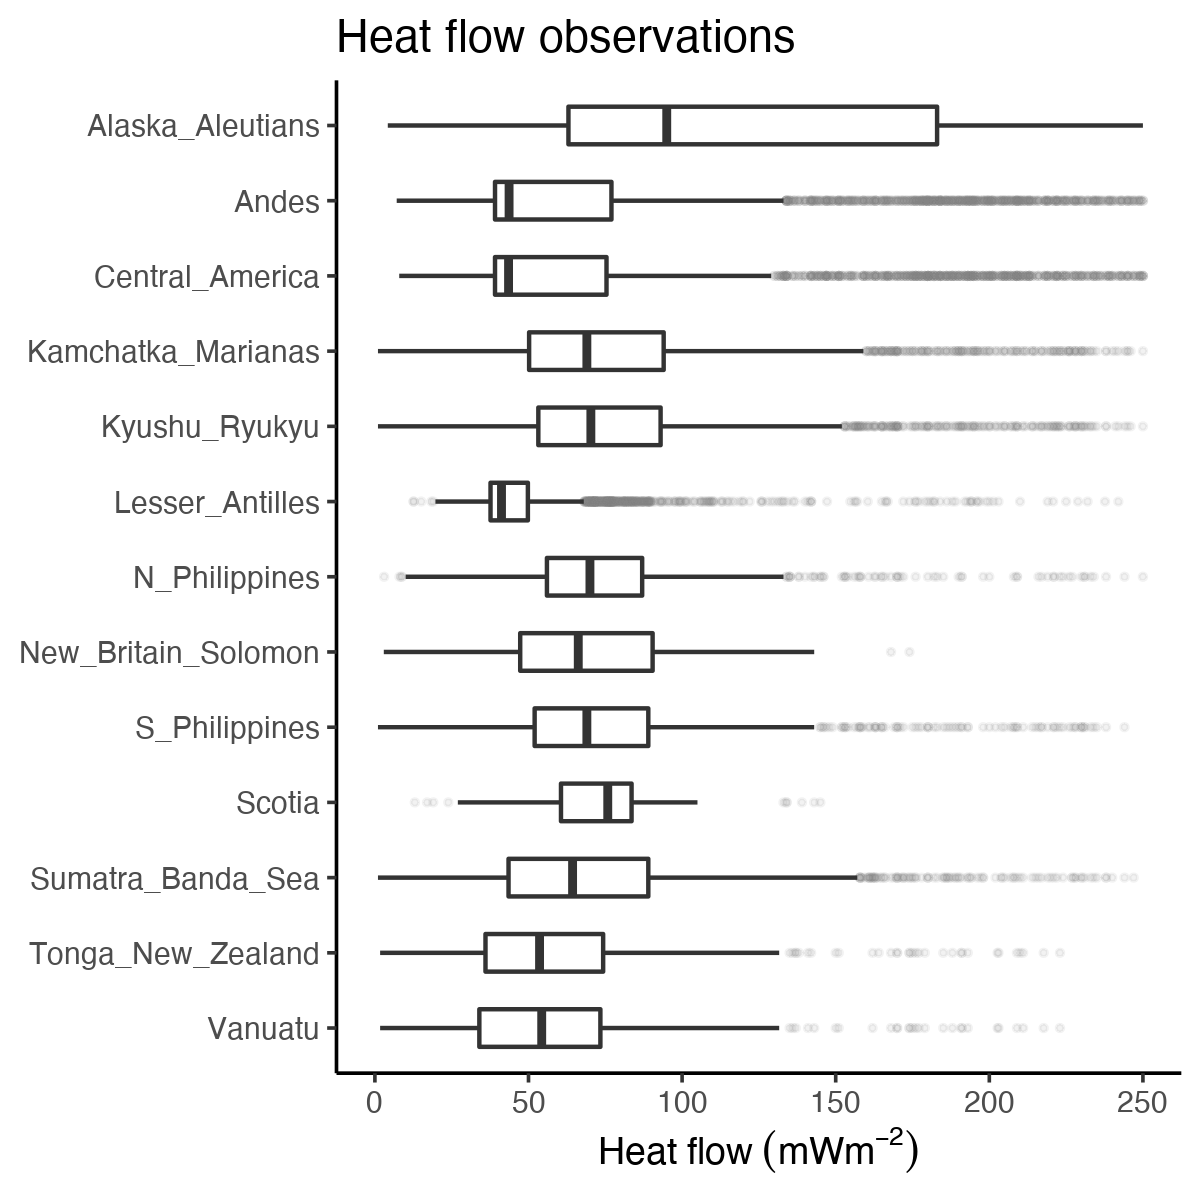 Heat flow observations
Alaska_Aleutians
Andes
Central_America
Kamchatka_Marianas
Kyushu_Ryukyu
Lesser_Antilles
N_Philippines
New_Britain_Solomon
S_Philippines
Scotia
Sumatra_Banda_Sea
Tonga_New_Zealand
Vanuatu
0 50 100 150 200 250
Heat flow (mWm⁻²)